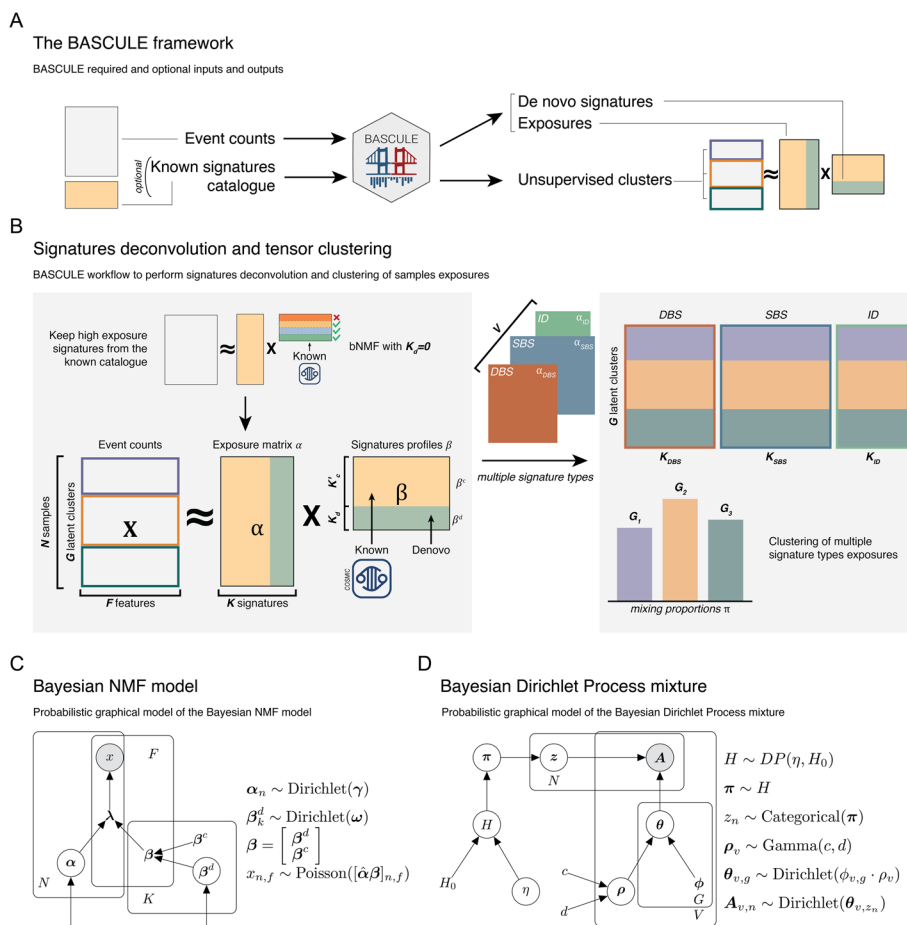 A
The BASCULE framework
BASCULE required and optional inputs and outputs
Event counts
optional
Known signatures
catalogue
BASCULE
De novo signatures
Exposures
Unsupervised clusters
≈
x
B
Signatures deconvolution and tensor clustering
BASCULE workflow to perform signatures deconvolution and clustering of samples exposures
Keep high exposure
signatures from the
known catalogue
≈
x
Known
bNMF with K_d=0
Event counts
Exposure matrix α
Signatures profiles β
N samples
G latent clusters
X
≈
α
X
K'_c
K_d
β
β^c
β^d
Known
Denovo
COSMIC
F features
K signatures
V
ID
α_ID
SBS
α_SBS
DBS
α_DBS
multiple signature types
DBS
SBS
ID
G latent clusters
K_DBS
K_SBS
K_ID
G_1
G_2
G_3
mixing proportions π
Clustering of multiple
signature types exposures
C
Bayesian NMF model
Probabilistic graphical model of the Bayesian NMF model
x
F
λ
α
β
β^c
β^d
N
K
α_n ∼ Dirichlet(γ)
β_k^d ∼ Dirichlet(ω)
β = [β^d β^c]
x_{n,f} ∼ Poisson([α̂β]_{n,f})
D
Bayesian Dirichlet Process mixture
Probabilistic graphical model of the Bayesian Dirichlet Process mixture
π
z
N
A
H
θ
H_0
η
c
d
ρ
ϕ
G
V
H ∼ DP(η, H_0)
π ∼ H
z_n ∼ Categorical(π)
ρ_v ∼ Gamma(c, d)
θ_{v,g} ∼ Dirichlet(ϕ_{v,g} · ρ_v)
A_{v,n} ∼ Dirichlet(θ_{v,z_n})